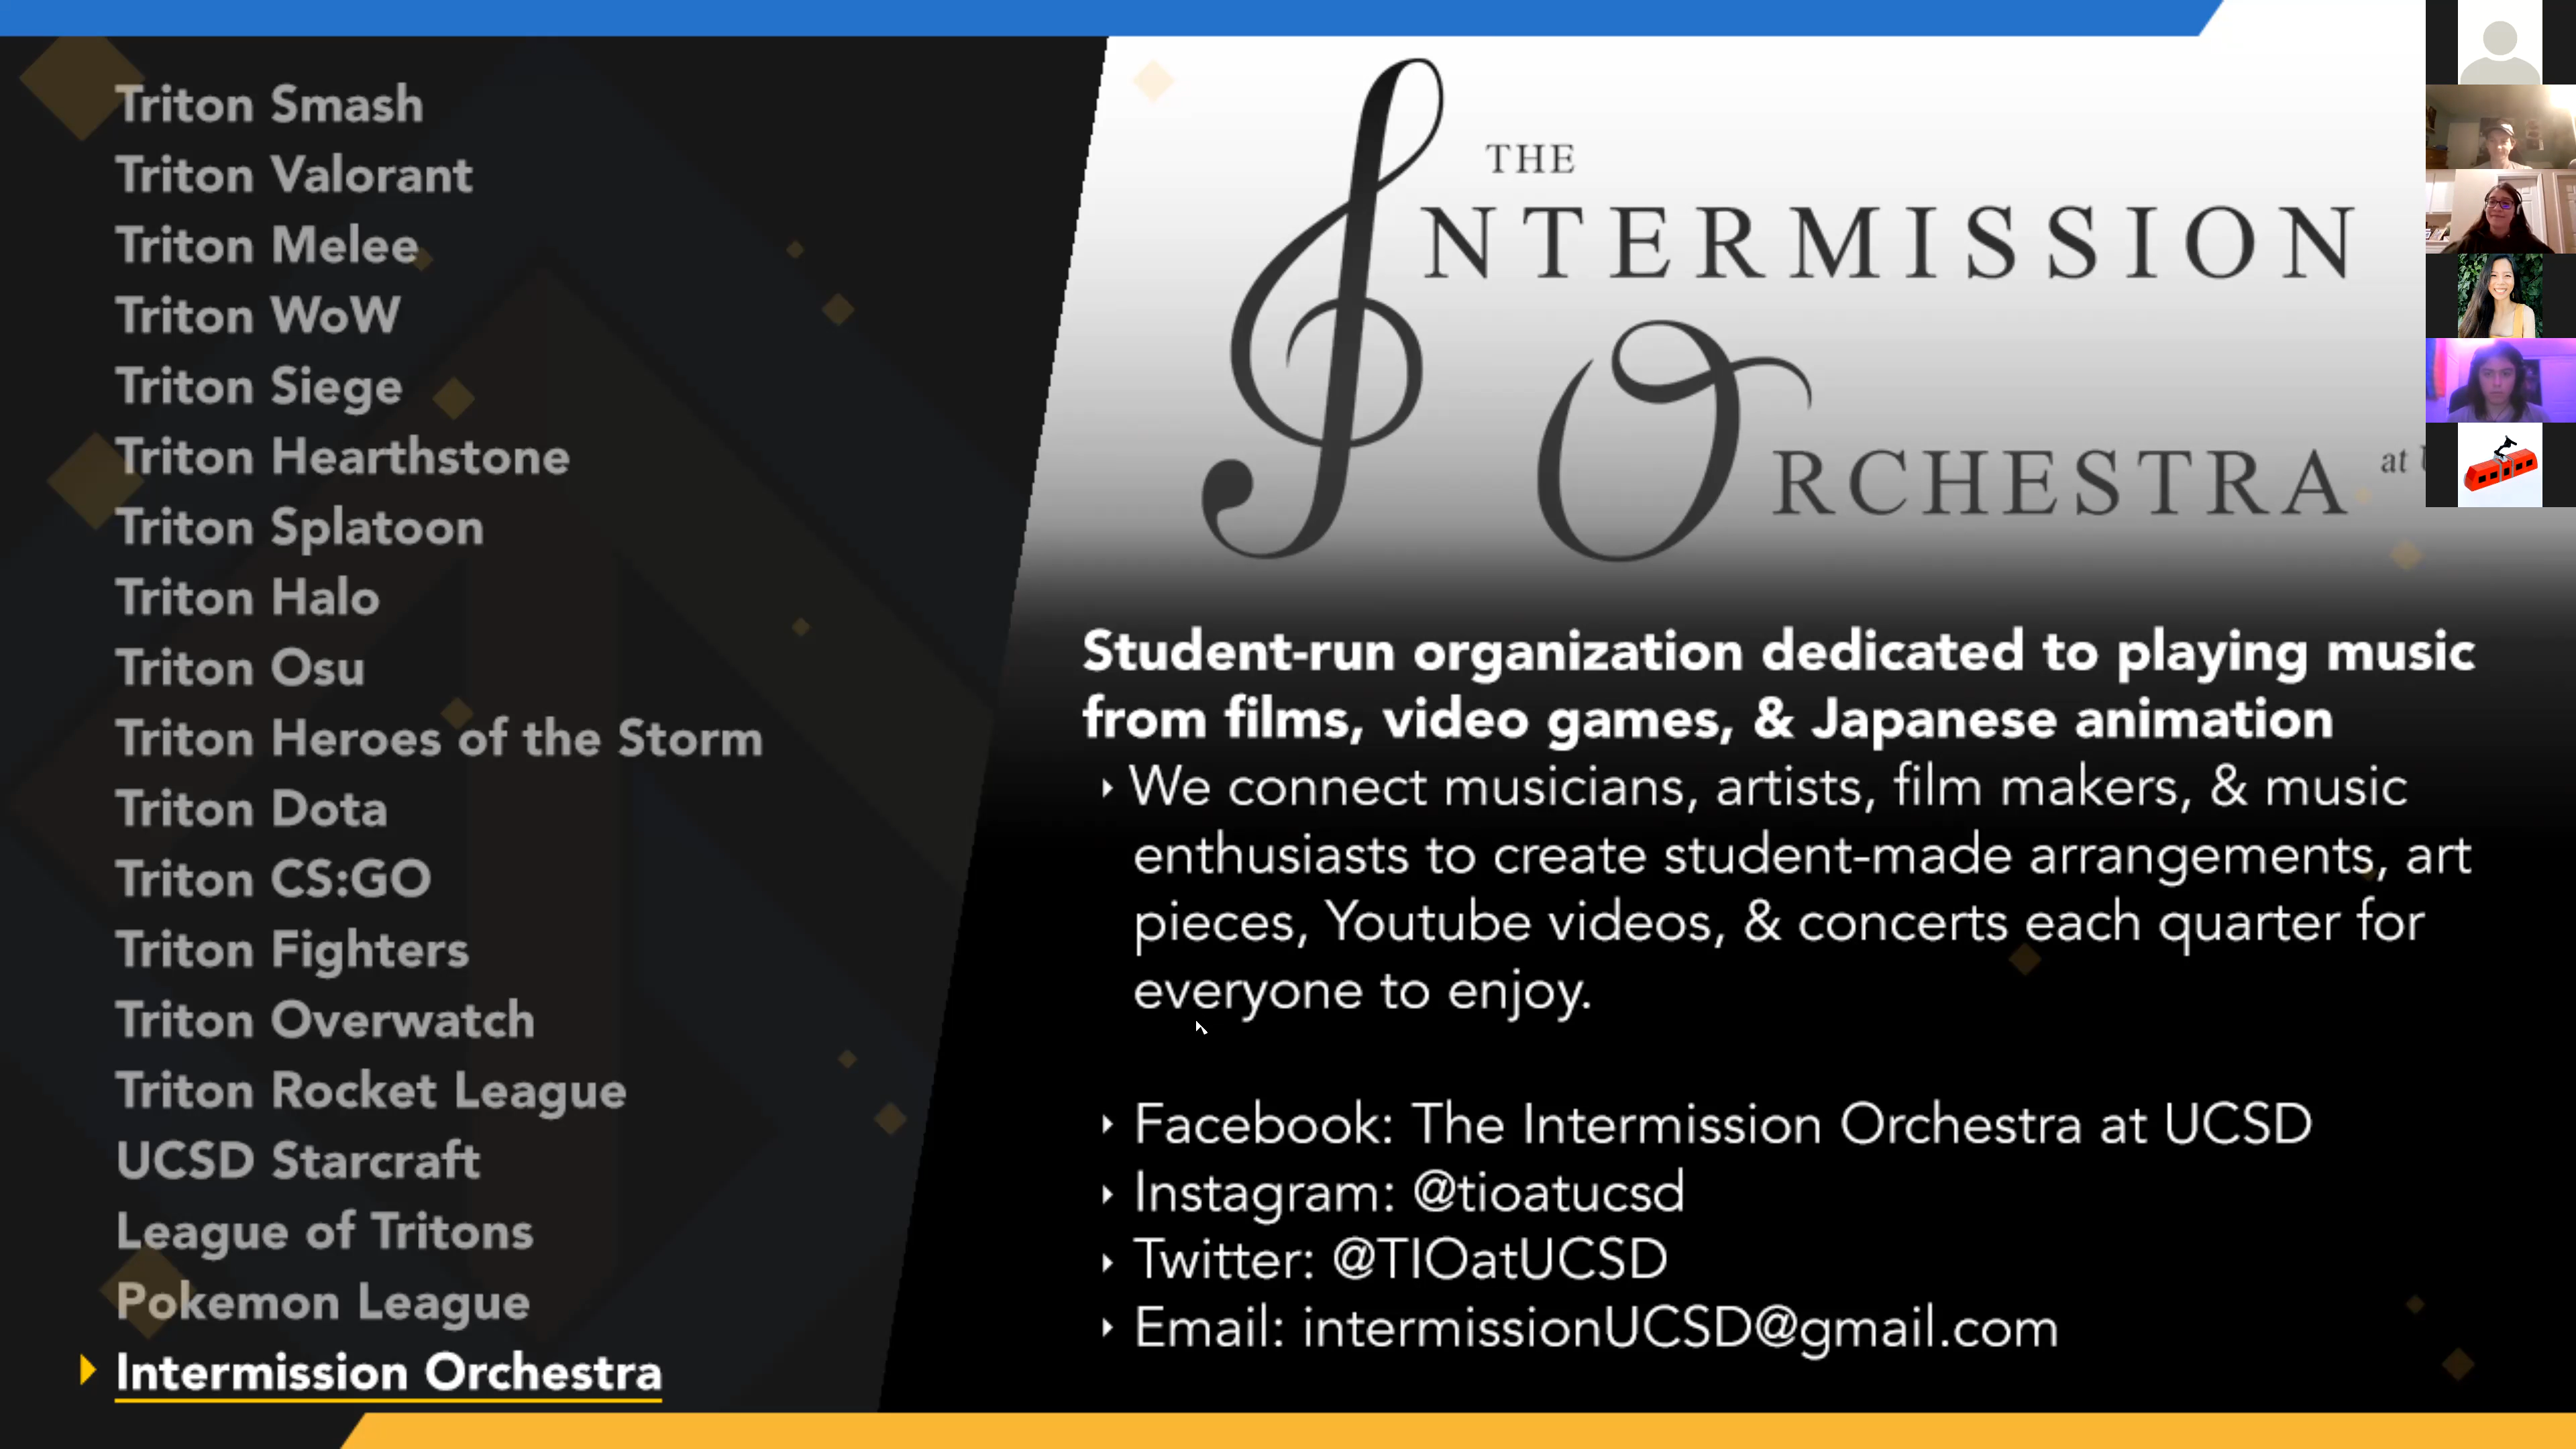 Triton Smash
Triton Valorant
Triton Melee
Triton WoW
Triton Siege
Triton Hearthstone
Triton Splatoon
Triton Halo
Triton Osu
Triton Heroes of the Storm
Triton Dota
Triton CS:GO
Triton Fighters
Triton Overwatch
Triton Rocket League
UCSD Starcraft
League of Tritons
Pokemon League
Intermission Orchestra
THE
INTERMISSION
ORCHESTRA at
Student-run organization dedicated to playing music
from films, video games, & Japanese animation
We connect musicians, artists, film makers, & music
enthusiasts to create student-made arrangements, art
pieces, Youtube videos, & concerts each quarter for
everyone to enjoy.
Facebook: The Intermission Orchestra at UCSD
Instagram: @tioatucsd
Twitter: @TIOatUCSD
Email: intermissionUCSD@gmail.com